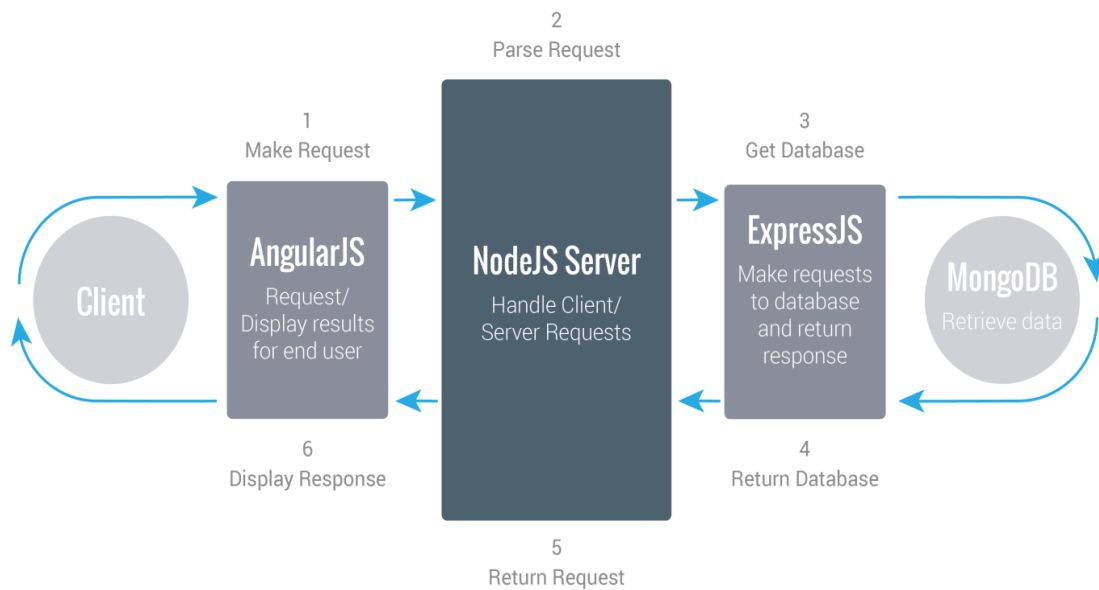 2
Parse Request
1
Make Request
3
Get Database
Client
AngularJS
Request/
Display results
for end user
NodeJS Server
Handle Client/
Server Requests
ExpressJS
Make requests
to database
and return
response
MongoDB
Retrieve data
6
Display Response
4
Return Database
5
Return Request